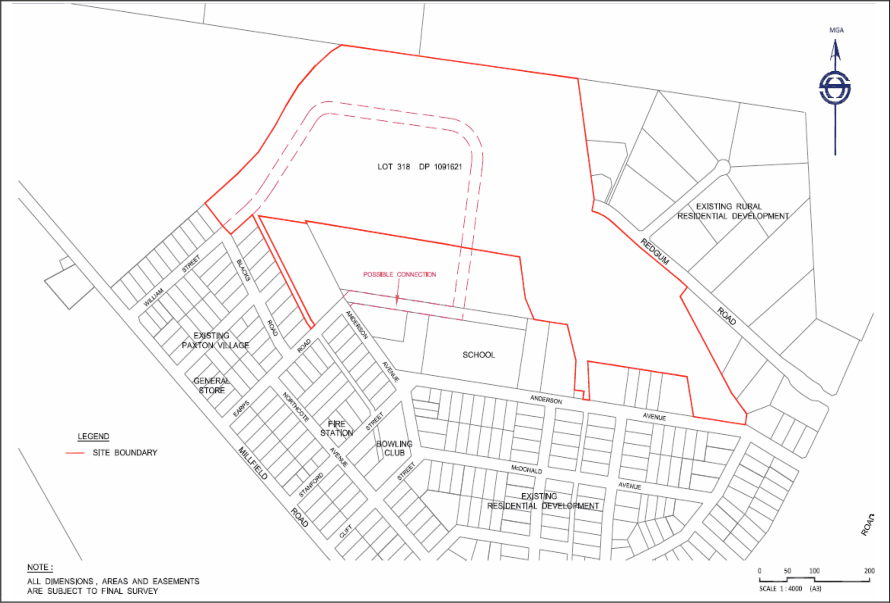 MGA
LOT 318 DP 1091621
EXISTING RURAL
RESIDENTIAL DEVELOPMENT
REDGUM
ROAD
WILLIAM
STREET
BLACKS
ROAD
POSSIBLE CONNECTION
EXISTING
PAXTON VILLAGE
ANDERSON
AVENUE
SCHOOL
GENERAL
STORE
EARPS
ROAD
NORTHCOTE
AVENUE
FIRE
STATION
STREET
BOWLING
CLUB
ANDERSON
AVENUE
LEGEND
SITE BOUNDARY
MILLFIELD
ROAD
STANFORD
STREET
CLIFT
McDONALD
AVENUE
EXISTING
RESIDENTIAL DEVELOPMENT
ROAD
NOTE :
ALL DIMENSIONS , AREAS AND EASEMENTS
ARE SUBJECT TO FINAL SURVEY
0 50 100 200
SCALE 1 : 4000 (A3)